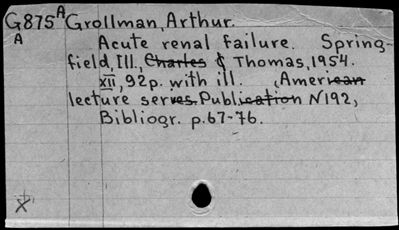 G875 A Grollman, Arthur.
A
Acute renal failure. Spring-
field, Ill., Charles C Thomas, 1954.
xii, 92p. with ill. (American
lecture series. Publication N192,
Bibliogr. p.67-76.
X